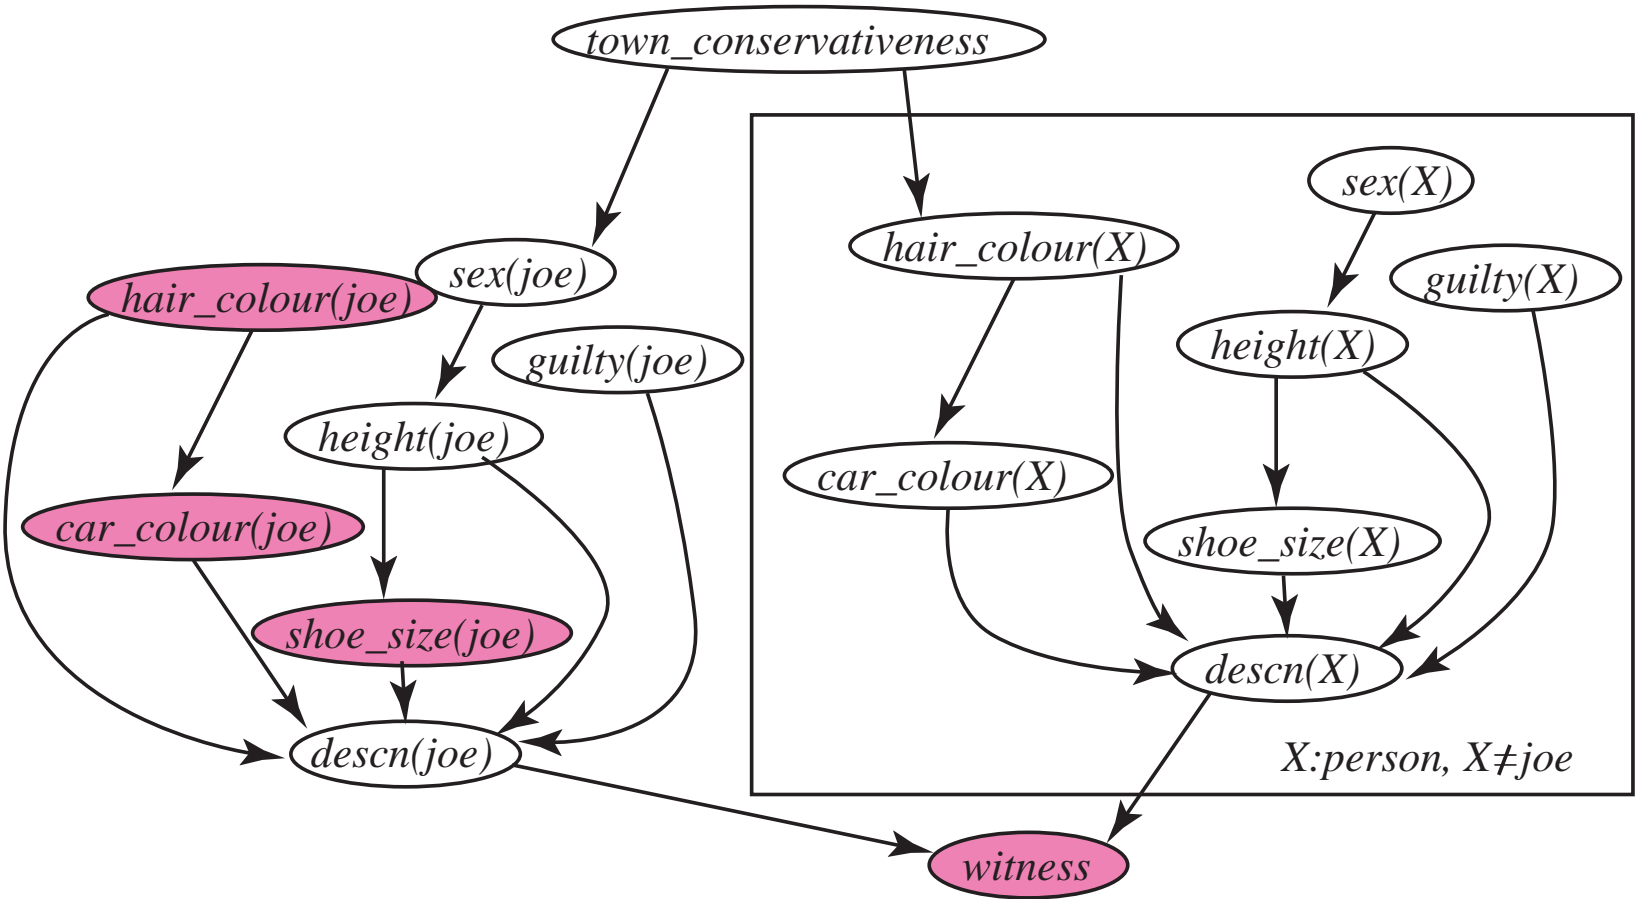 town_conservativeness
sex(X)
hair_colour(X)
sex(joe)
guilty(X)
hair_colour(joe)
height(X)
guilty(joe)
height(joe)
car_colour(X)
car_colour(joe)
shoe_size(X)
shoe_size(joe)
descn(X)
descn(joe)
X:person, X≠joe
witness